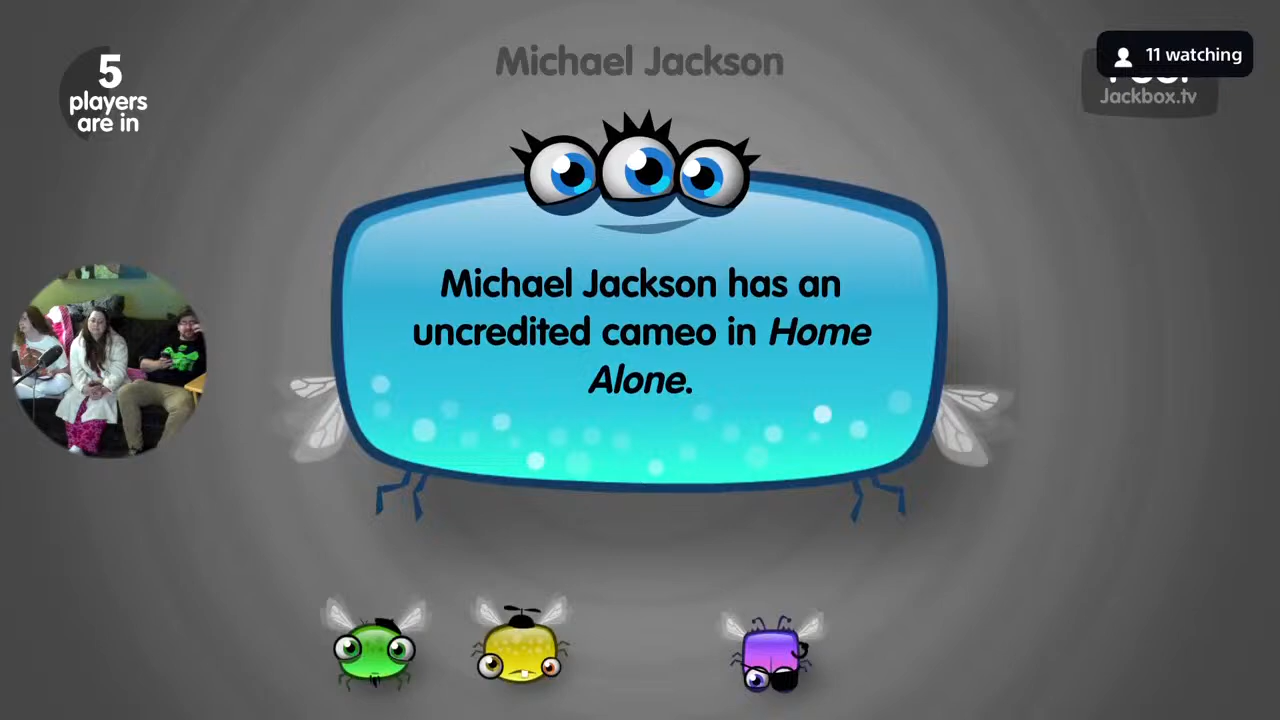 Michael Jackson
5
players
are in
11 watching
Jackbox.tv
Michael Jackson has an
uncredited cameo in Home
Alone.